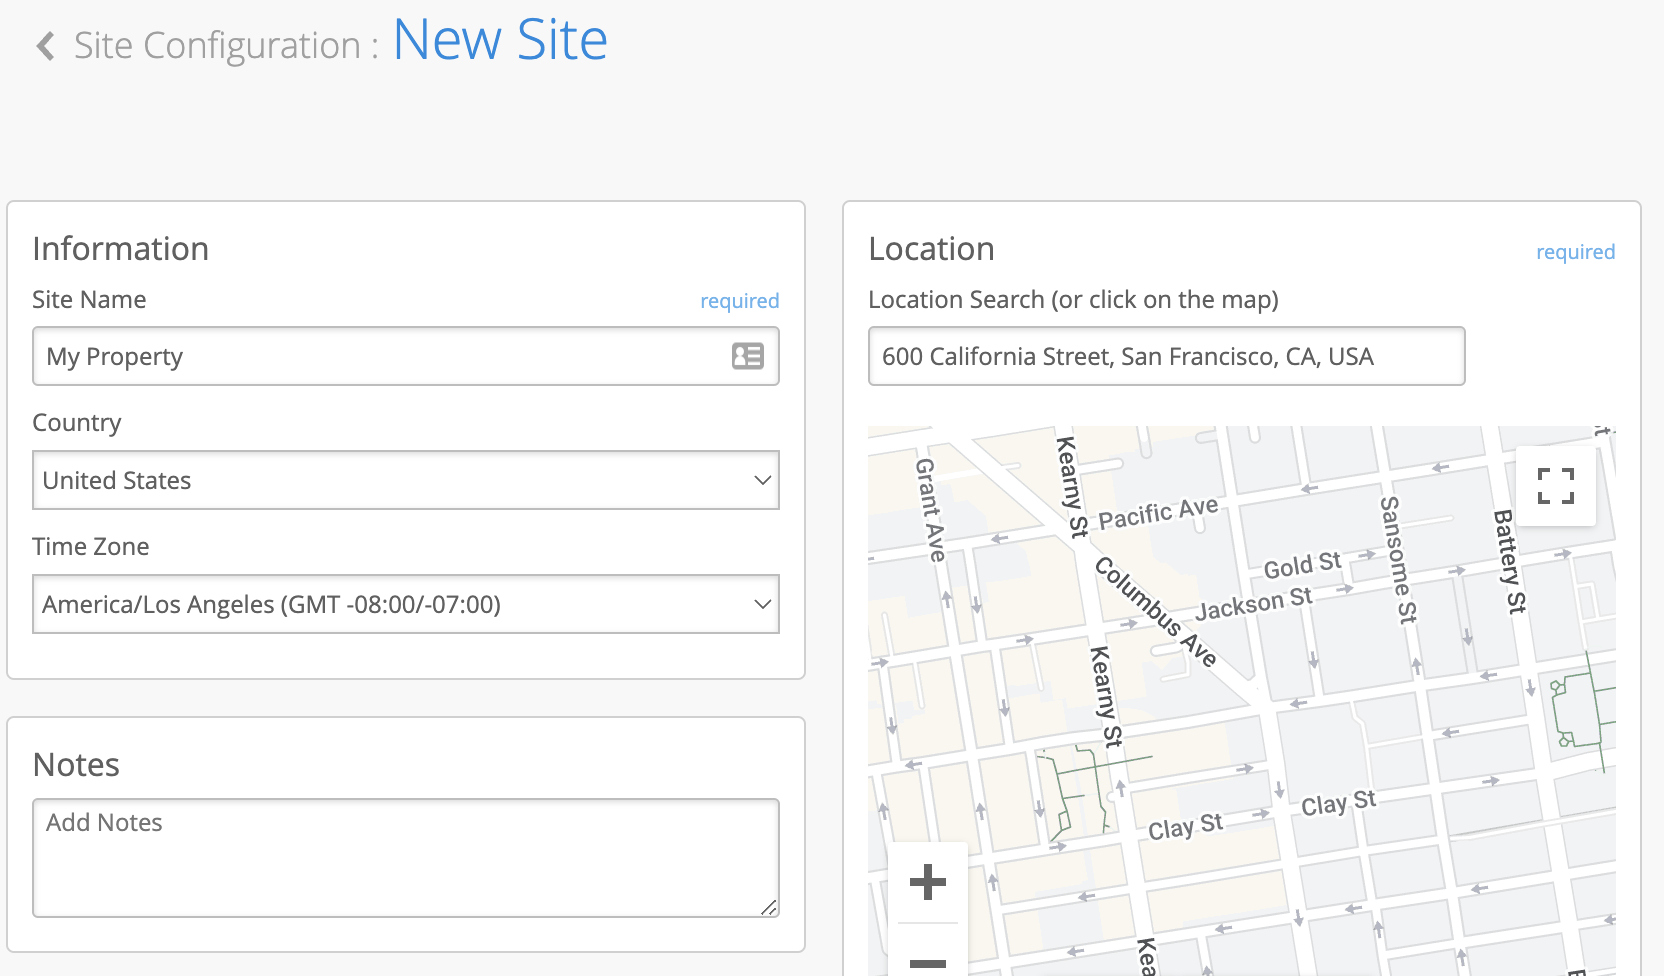 Site Configuration : New Site
Information
Site Name
required
My Property
Country
United States
Time Zone
America/Los Angeles (GMT -08:00/-07:00)
Notes
Add Notes
Location
required
Location Search (or click on the map)
600 California Street, San Francisco, CA, USA
Grant Ave
Kearny St
Pacific Ave
Columbus Ave
Gold St
Jackson St
Sansome St
Battery St
Kearny St
Clay St
Clay St